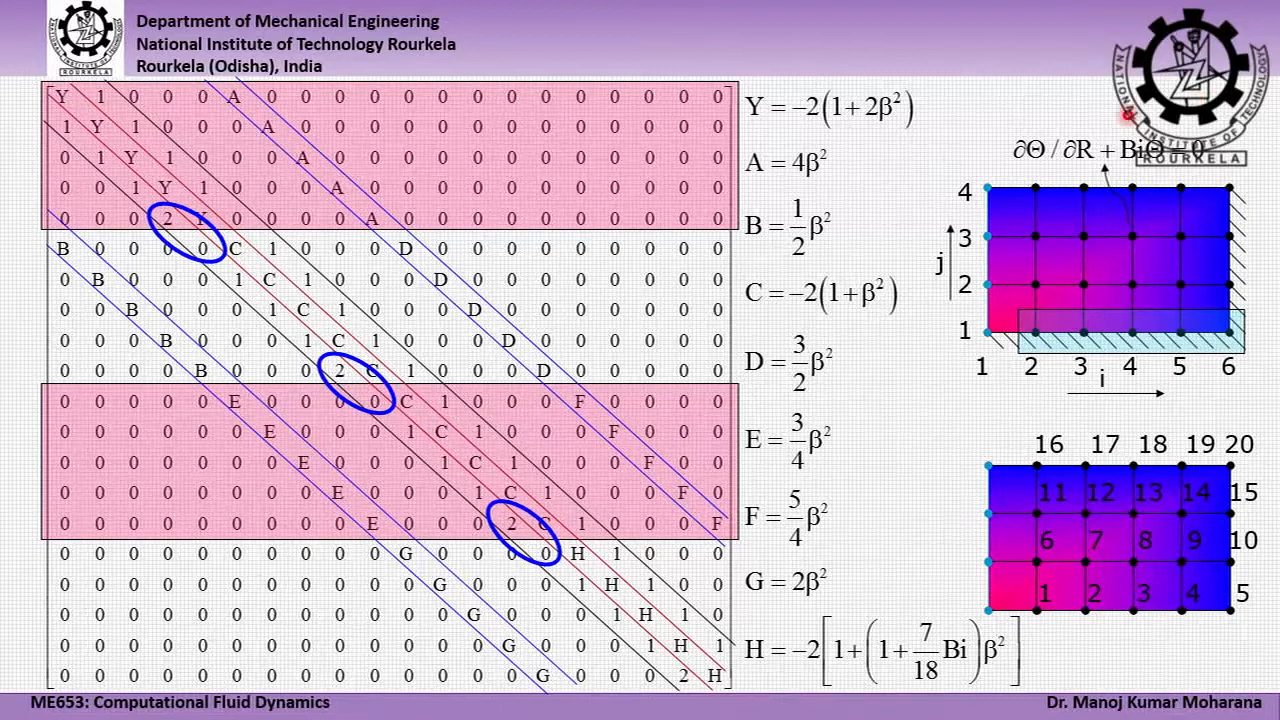 Department of Mechanical Engineering
National Institute of Technology Rourkela
Rourkela (Odisha), India
ROURKELA
NATIONAL INSTITUTE OF TECHNOLOGY
ROURKELA
Y 1 0 0 0 A 0 0 0 0 0 0 0 0 0 0 0 0 0 0
1 Y 1 0 0 0 A 0 0 0 0 0 0 0 0 0 0 0 0 0
0 1 Y 1 0 0 0 A 0 0 0 0 0 0 0 0 0 0 0 0
0 0 1 Y 1 0 0 0 A 0 0 0 0 0 0 0 0 0 0 0
0 0 0 2 Y 0 0 0 0 A 0 0 0 0 0 0 0 0 0 0
B 0 0 0 0 C 1 0 0 0 D 0 0 0 0 0 0 0 0 0
0 B 0 0 0 1 C 1 0 0 0 D 0 0 0 0 0 0 0 0
0 0 B 0 0 0 1 C 1 0 0 0 D 0 0 0 0 0 0 0
0 0 0 B 0 0 0 1 C 1 0 0 0 D 0 0 0 0 0 0
0 0 0 0 B 0 0 0 2 C 1 0 0 0 D 0 0 0 0 0
0 0 0 0 0 E 0 0 0 0 C 1 0 0 0 F 0 0 0 0
0 0 0 0 0 0 E 0 0 0 1 C 1 0 0 0 F 0 0 0
0 0 0 0 0 0 0 E 0 0 0 1 C 1 0 0 0 F 0 0
0 0 0 0 0 0 0 0 E 0 0 0 1 C 1 0 0 0 F 0
0 0 0 0 0 0 0 0 0 E 0 0 0 2 C 1 0 0 0 F
0 0 0 0 0 0 0 0 0 0 G 0 0 0 0 H 1 0 0 0
0 0 0 0 0 0 0 0 0 0 0 G 0 0 0 1 H 1 0 0
0 0 0 0 0 0 0 0 0 0 0 0 G 0 0 0 1 H 1 0
0 0 0 0 0 0 0 0 0 0 0 0 0 G 0 0 0 1 H 1
0 0 0 0 0 0 0 0 0 0 0 0 0 0 G 0 0 0 2 H
Y = −2(1+2β²)
A = 4β²
B = 1/2 β²
C = −2(1+β²)
D = 3/2 β²
E = 3/4 β²
F = 5/4 β²
G = 2β²
H = −2[1+(1+7/18 Bi)β²]
∂Θ / ∂R + BiΘ = 0
4
3
j
2
1
1 2 3 4 5 6
i
16 17 18 19 20
11 12 13 14 15
6 7 8 9 10
1 2 3 4 5
ME653: Computational Fluid Dynamics
Dr. Manoj Kumar Moharana